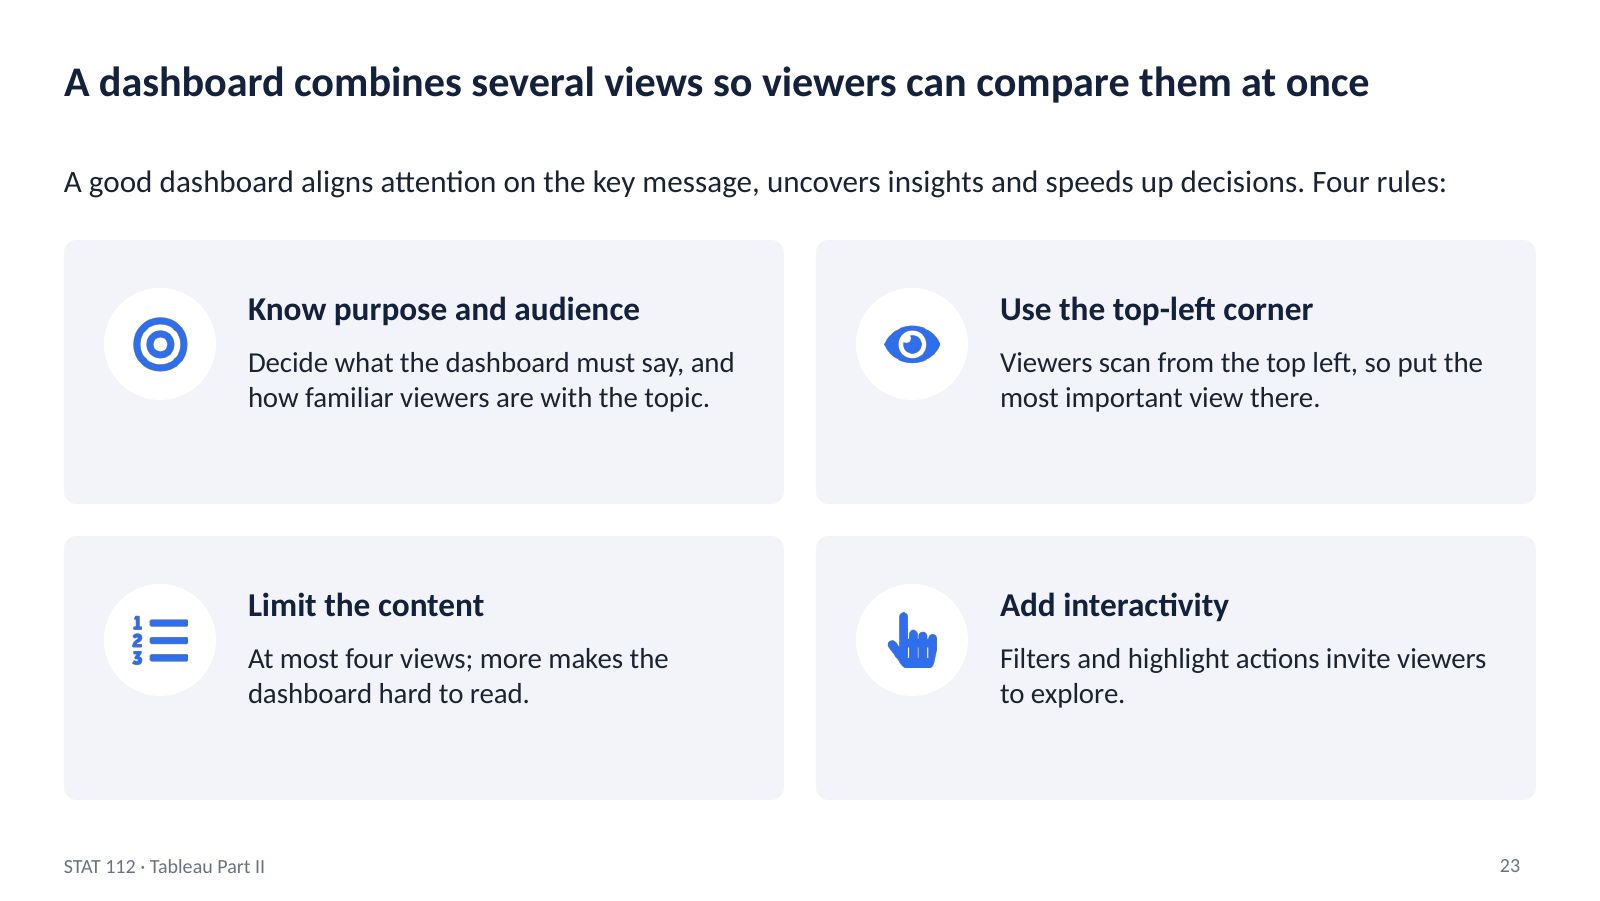 A dashboard combines several views so viewers can compare them at once
A good dashboard aligns attention on the key message, uncovers insights and speeds up decisions. Four rules:
Know purpose and audience
Decide what the dashboard must say, and
how familiar viewers are with the topic.
Use the top-left corner
Viewers scan from the top left, so put the
most important view there.
1
2
3
Limit the content
At most four views; more makes the
dashboard hard to read.
Add interactivity
Filters and highlight actions invite viewers
to explore.
STAT 112 · Tableau Part II
23